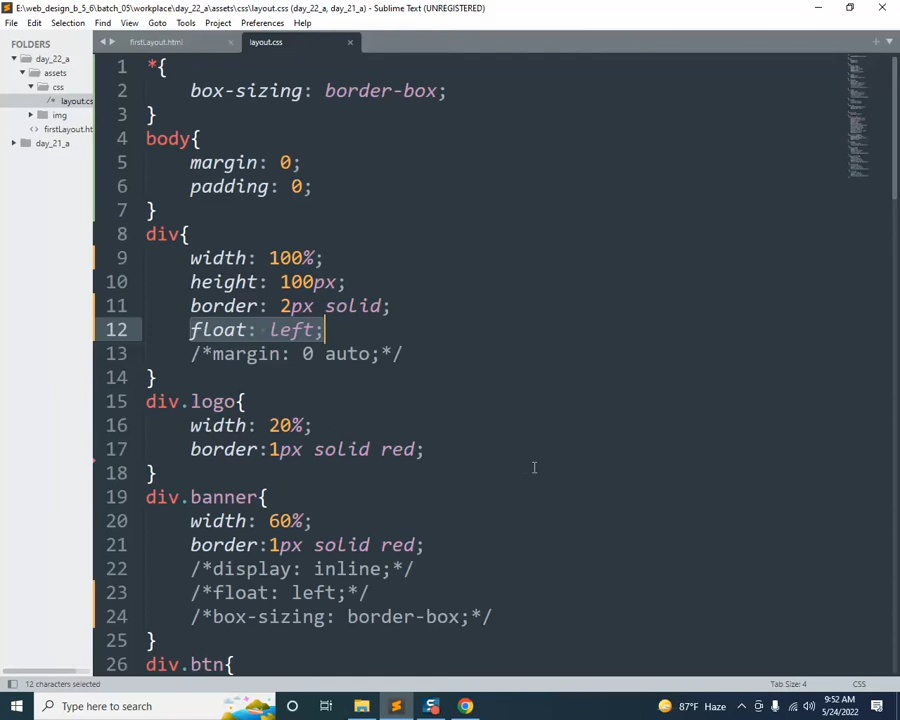 E:\web_design_b_5_6\batch_05\workplace\day_22_a\assets\css\layout.css (day_22_a, day_21_a) - Sublime Text (UNREGISTERED)
File Edit Selection Find View Goto Tools Project Preferences Help
FOLDERS
day_22_a
assets
css
/* layout.cs
img
<> firstLayout.ht
day_21_a
firstLayout.html
layout.css
1 *{
2 box-sizing: border-box;
3 }
4 body{
5 margin: 0;
6 padding: 0;
7 }
8 div{
9 width: 100%;
10 height: 100px;
11 border: 2px solid;
12 float: left;
13 /*margin: 0 auto;*/
14 }
15 div.logo{
16 width: 20%;
17 border:1px solid red;
18 }
19 div.banner{
20 width: 60%;
21 border:1px solid red;
22 /*display: inline;*/
23 /*float: left;*/
24 /*box-sizing: border-box;*/
25 }
26 div.btn{
12 characters selected
Tab Size: 4
CSS
Type here to search
87°F Haze
9:52 AM
5/24/2022